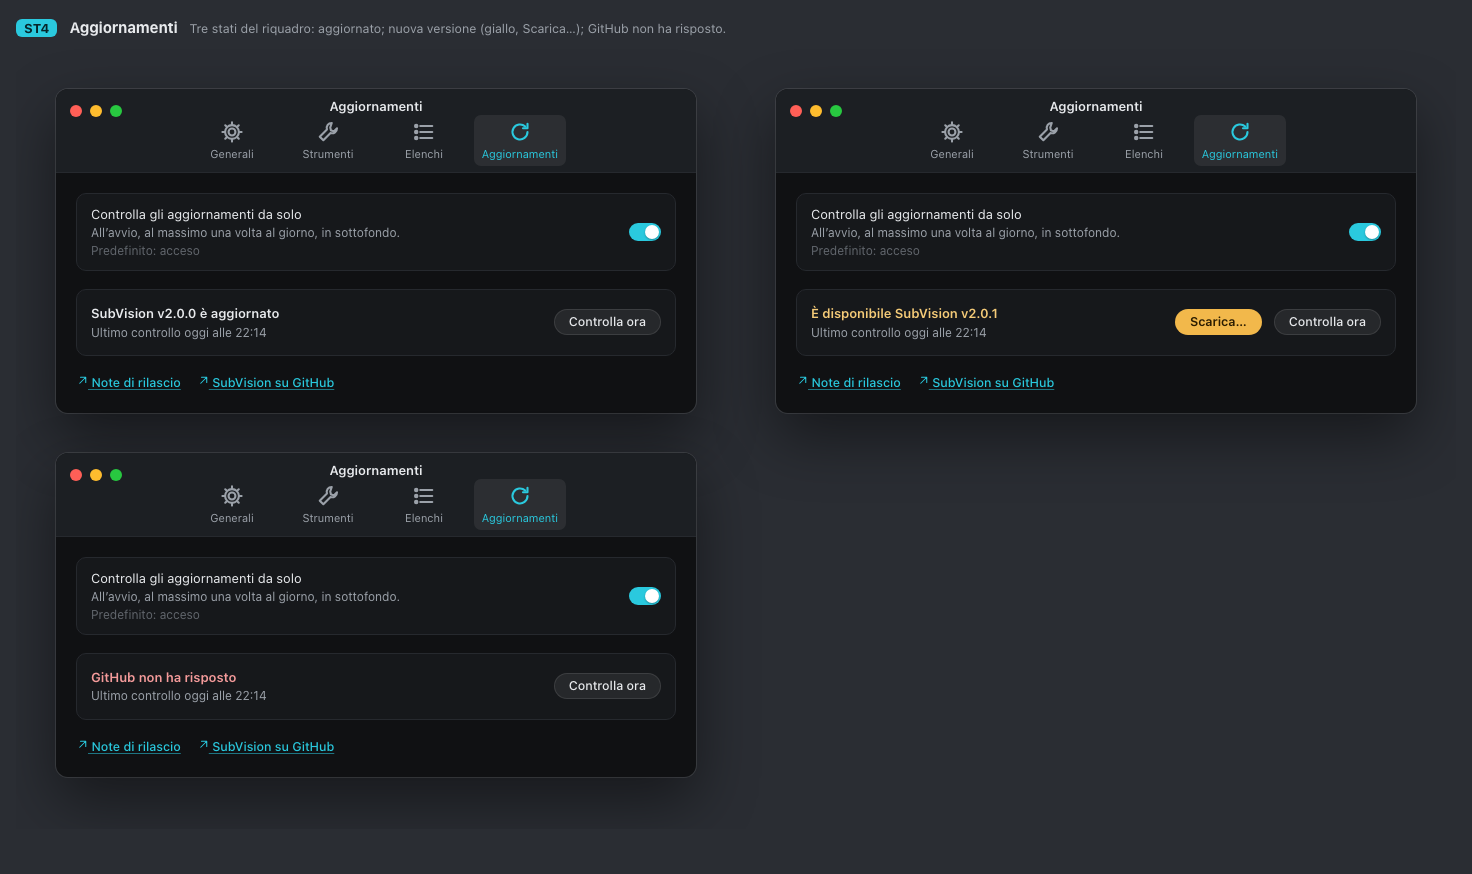 ST4 Aggiornamenti Tre stati del riquadro: aggiornato; nuova versione (giallo, Scarica…); GitHub non ha risposto.
Aggiornamenti
Generali Strumenti Elenchi Aggiornamenti
Controlla gli aggiornamenti da solo
All’avvio, al massimo una volta al giorno, in sottofondo.
Predefinito: acceso
SubVision v2.0.0 è aggiornato
Ultimo controllo oggi alle 22:14
Controlla ora
Note di rilascio SubVision su GitHub
Aggiornamenti
Generali Strumenti Elenchi Aggiornamenti
Controlla gli aggiornamenti da solo
All’avvio, al massimo una volta al giorno, in sottofondo.
Predefinito: acceso
È disponibile SubVision v2.0.1
Ultimo controllo oggi alle 22:14
Scarica… Controlla ora
Note di rilascio SubVision su GitHub
Aggiornamenti
Generali Strumenti Elenchi Aggiornamenti
Controlla gli aggiornamenti da solo
All’avvio, al massimo una volta al giorno, in sottofondo.
Predefinito: acceso
GitHub non ha risposto
Ultimo controllo oggi alle 22:14
Controlla ora
Note di rilascio SubVision su GitHub